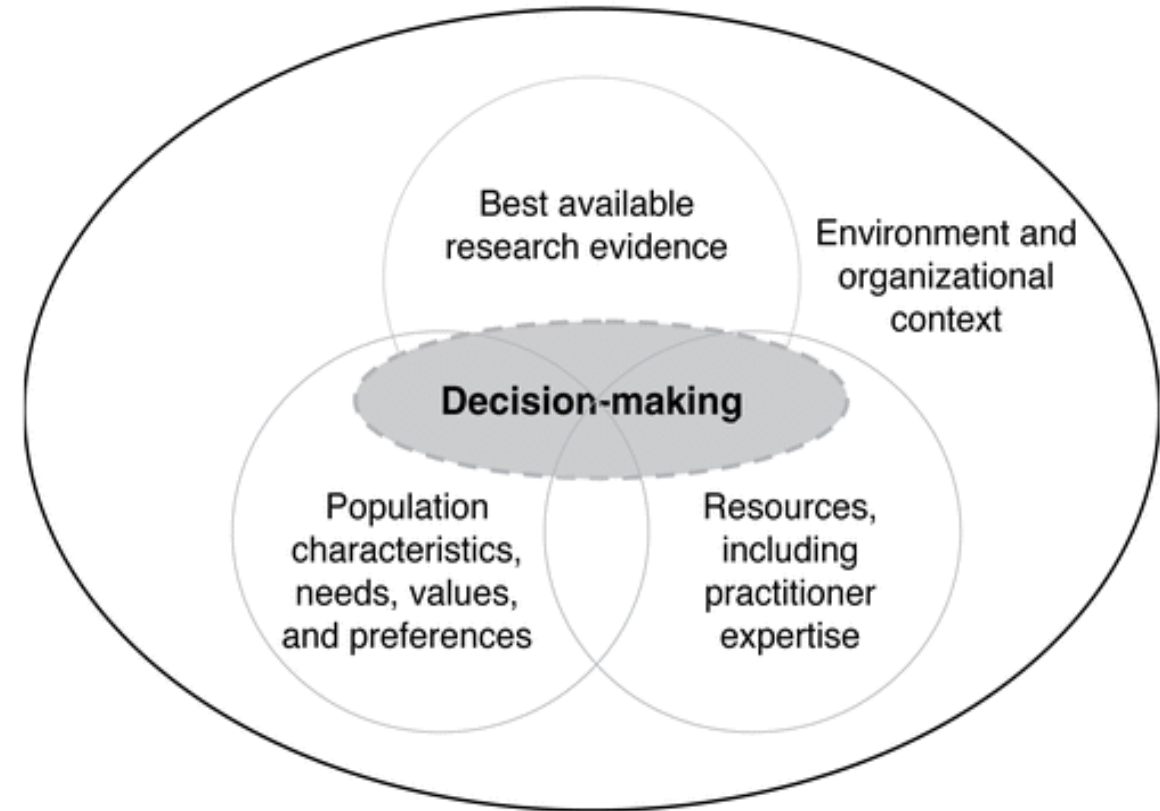 Best available
research evidence
Environment and
organizational
context
Decision-making
Population
characteristics,
needs, values,
and preferences
Resources,
including
practitioner
expertise